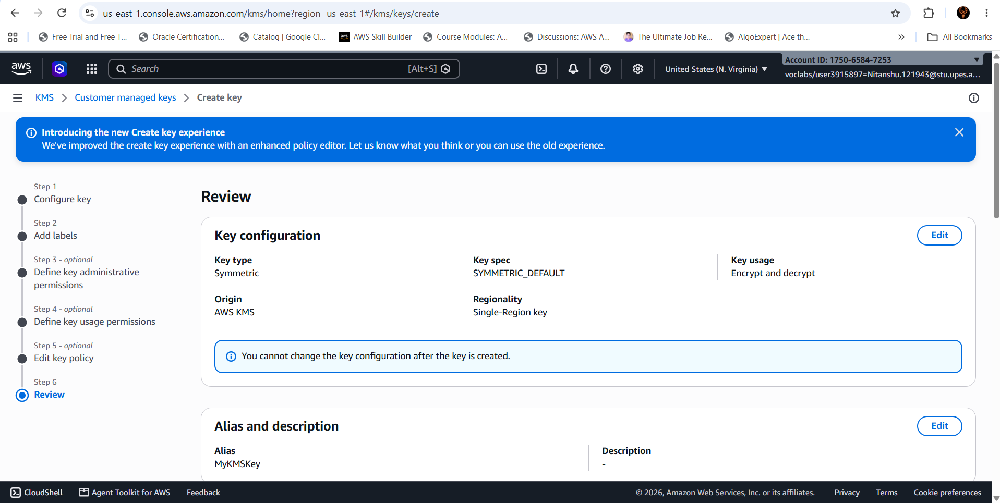 us-east-1.console.aws.amazon.com/kms/home?region=us-east-1#/kms/keys/create
Free Trial and Free T... Oracle Certification... Catalog | Google Cl... aws AWS Skill Builder Course Modules: A... Discussions: AWS A... The Ultimate Job Re... AlgoExpert | Ace th... » All Bookmarks
aws Search [Alt+S] United States (N. Virginia) ▼ Account ID: 1750-6584-7253
voclabs/user3915897=Nitanshu.121943@stu.upes.a...
KMS > Customer managed keys > Create key
Introducing the new Create key experience
We've improved the create key experience with an enhanced policy editor. Let us know what you think or you can use the old experience.
Step 1
Configure key
Step 2
Add labels
Step 3 - optional
Define key administrative
permissions
Step 4 - optional
Define key usage permissions
Step 5 - optional
Edit key policy
Step 6
Review
Review
Key configuration Edit
Key type Key spec Key usage
Symmetric SYMMETRIC_DEFAULT Encrypt and decrypt
Origin Regionality
AWS KMS Single-Region key
You cannot change the key configuration after the key is created.
Alias and description Edit
Alias Description
MyKMSKey -
CloudShell Agent Toolkit for AWS Feedback © 2026, Amazon Web Services, Inc. or its affiliates. Privacy Terms Cookie preferences